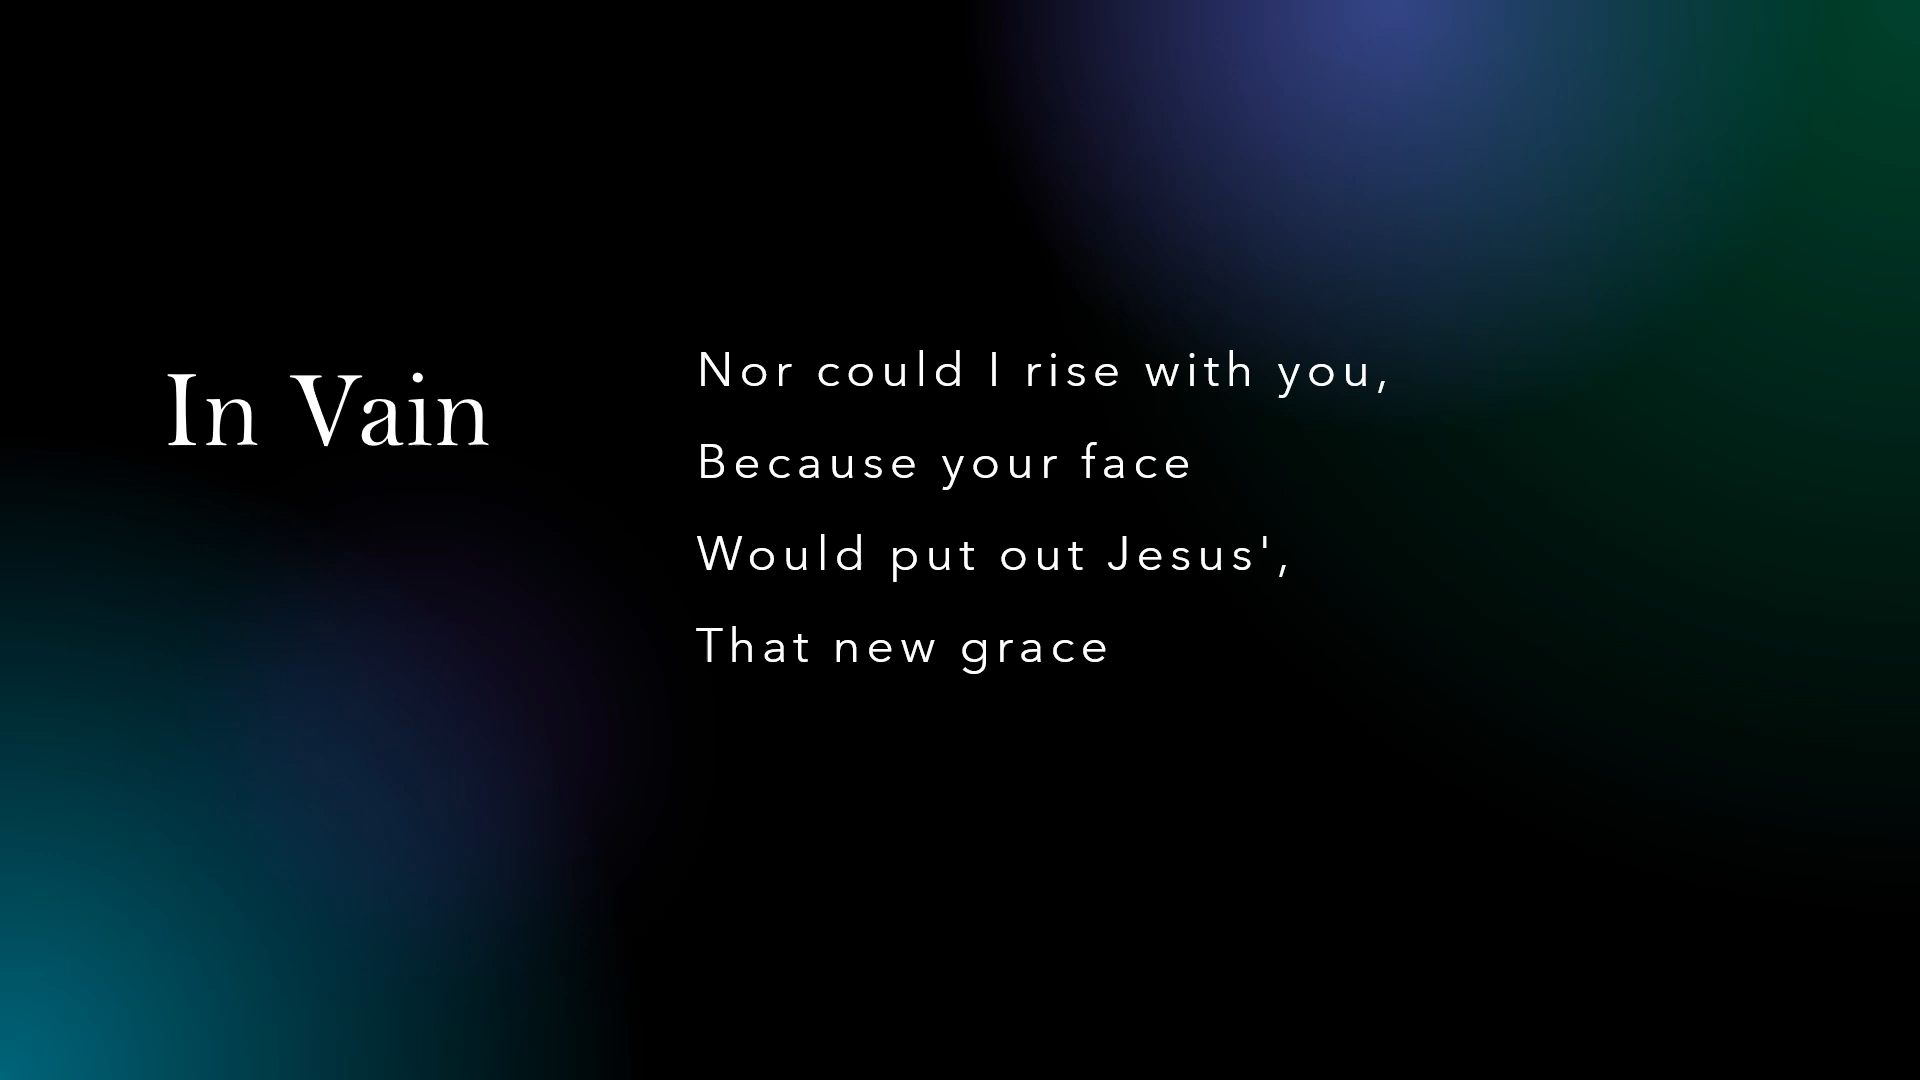 In Vain
Nor could I rise with you,
Because your face
Would put out Jesus',
That new grace